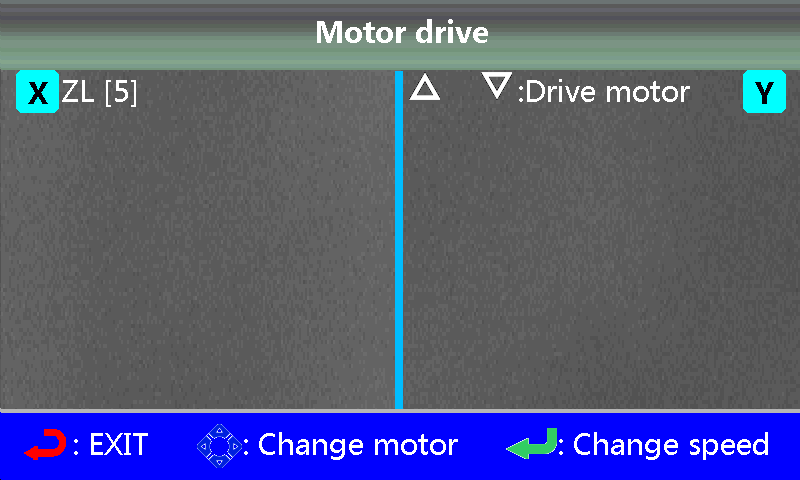 Motor drive
X ZL [5] △ ▽ :Drive motor Y
: EXIT : Change motor : Change speed